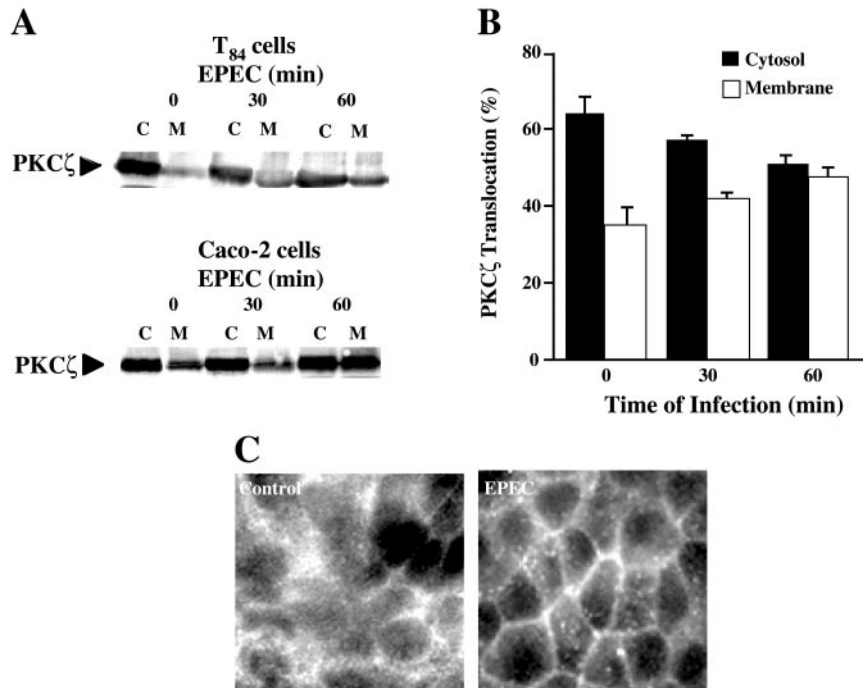 A
T84 cells
EPEC (min)
0 30 60
C M C M C M
PKCζ
Caco-2 cells
EPEC (min)
0 30 60
C M C M C M
PKCζ
B
80
60
40
20
0
PKCζ Translocation (%)
Cytosol
Membrane
0 30 60
Time of Infection (min)
C
Control
EPEC